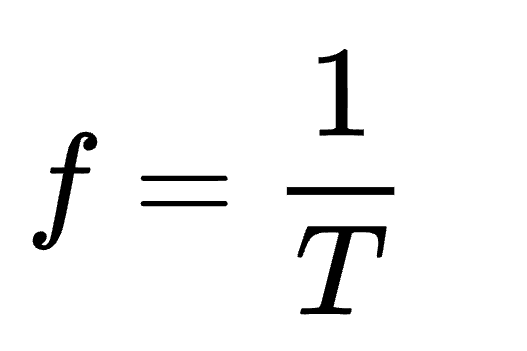 f = 1/T